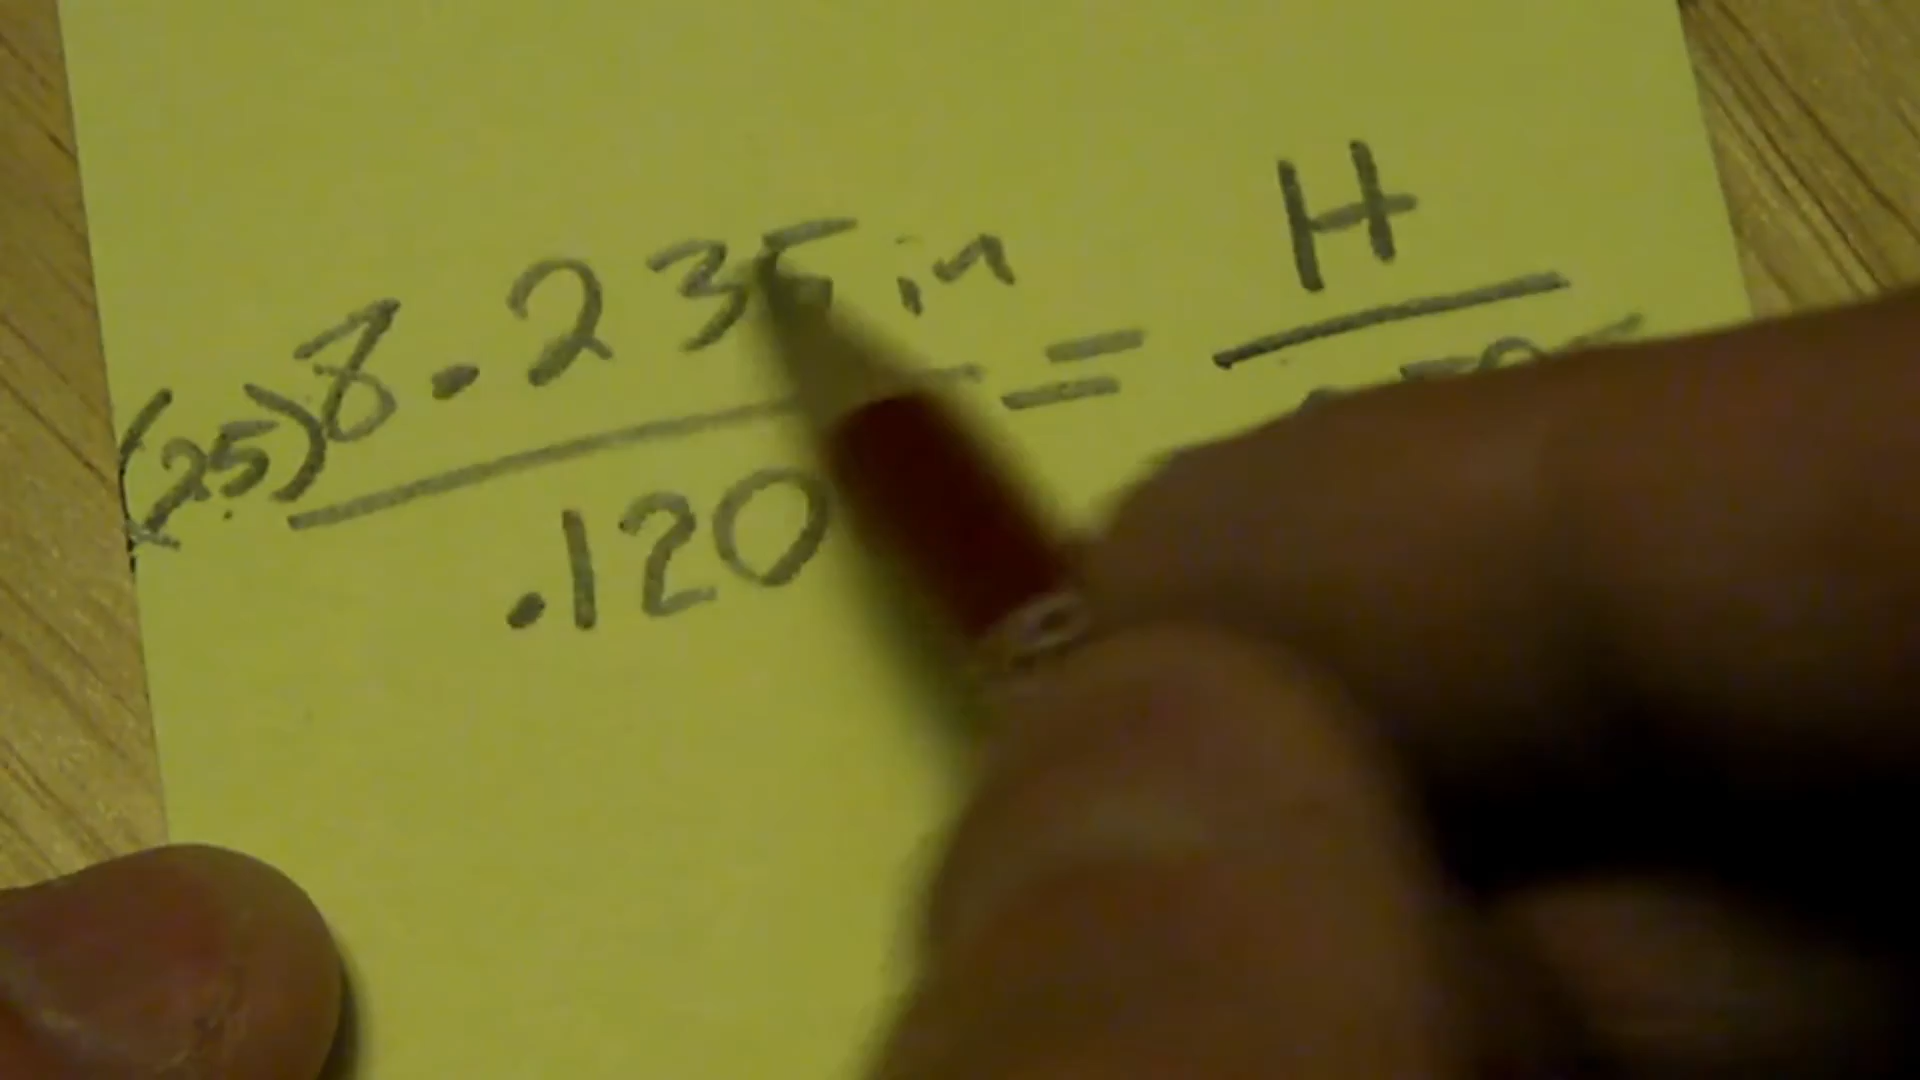 (25) 8.235 in = H
.120